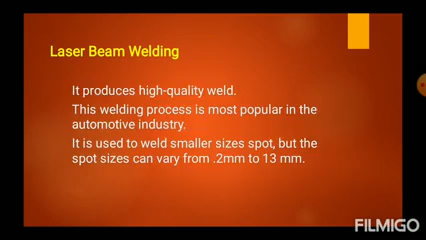 Laser Beam Welding
It produces high-quality weld.
This welding process is most popular in the
automotive industry.
It is used to weld smaller sizes spot, but the
spot sizes can vary from .2mm to 13 mm.
FILMIGO